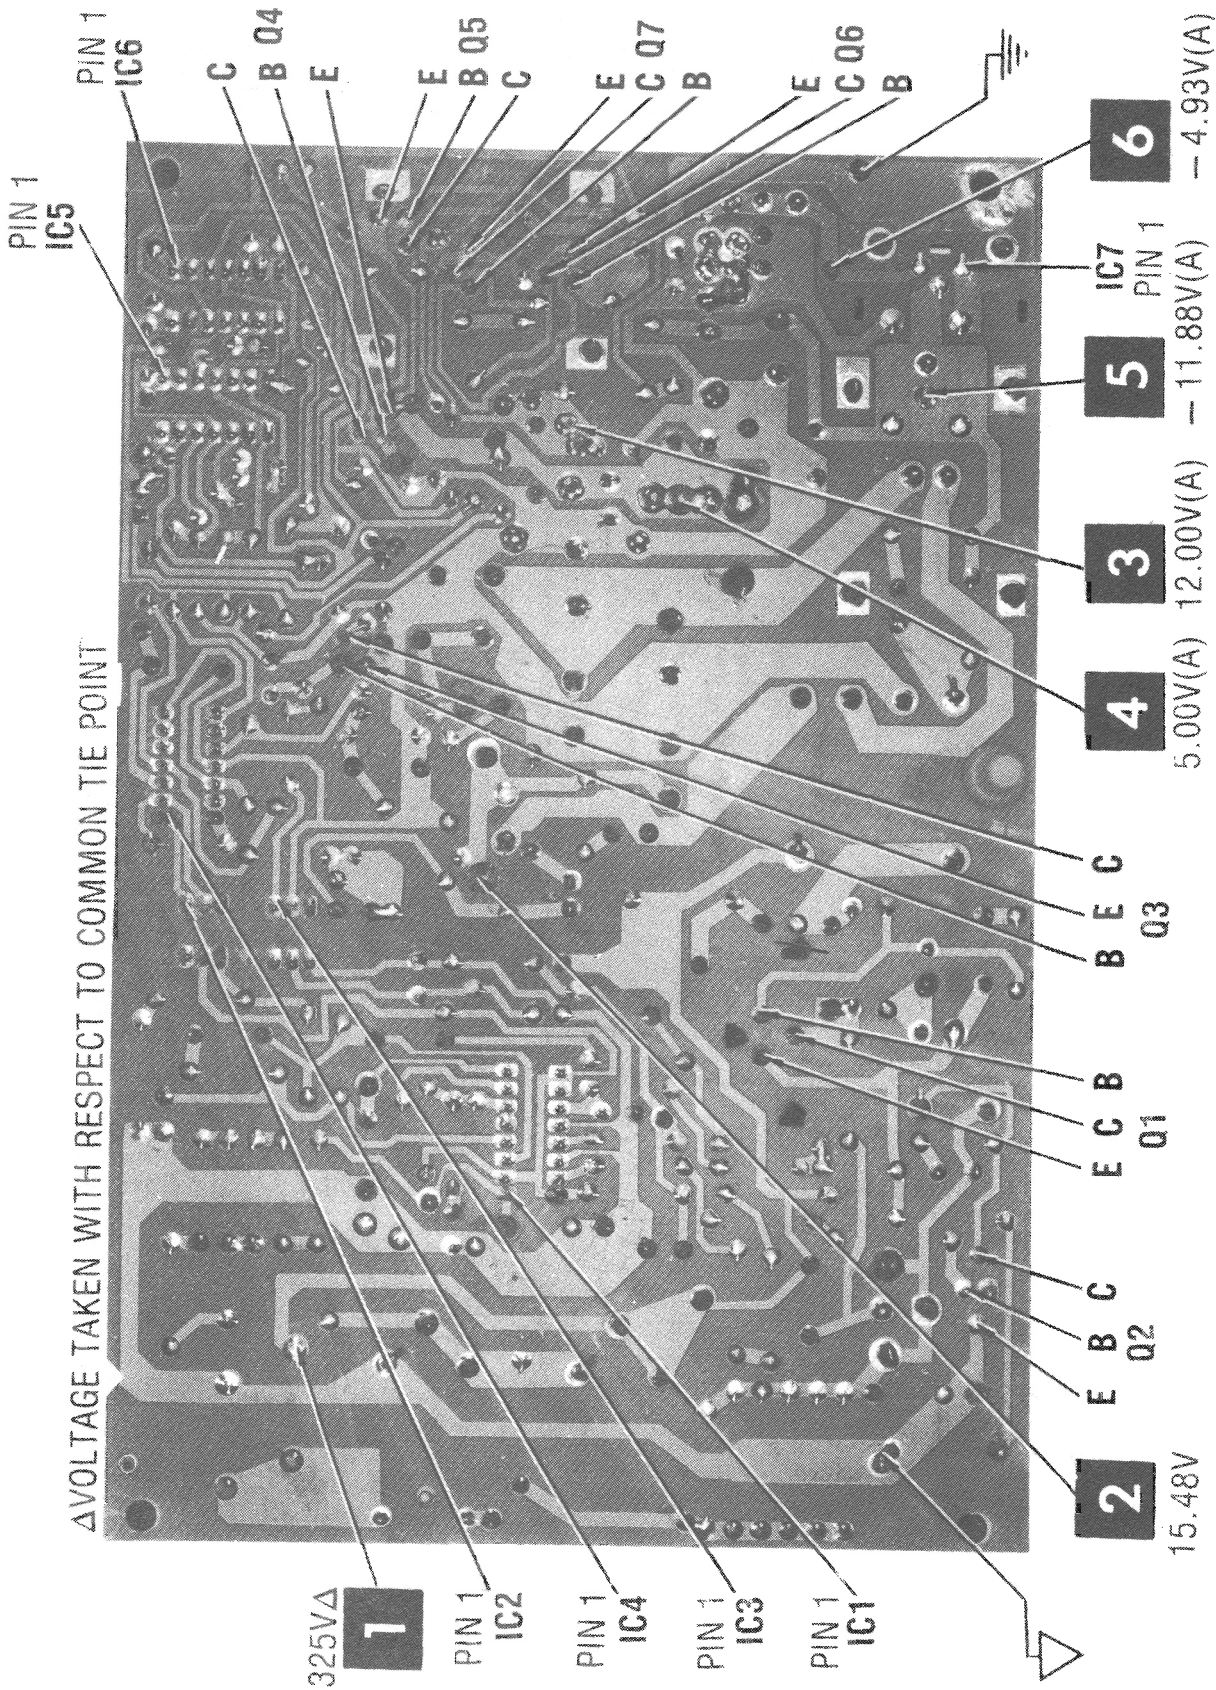 ΔVOLTAGE TAKEN WITH RESPECT TO COMMON TIE POINT
PIN 1
IC5
PIN 1
IC6
C
B Q4
E
E
B Q5
C
E
C Q7
B
E
C Q6
B
325VΔ
1
PIN 1
IC2
PIN 1
IC4
PIN 1
IC3
PIN 1
IC1
2
15.48V
E
B
C
Q2
E
C
B
Q1
B
E
C
Q3
4
5.00V(A)
3
12.00V(A)
5
– 11.88V(A)
IC7
PIN 1
6
– 4.93V(A)